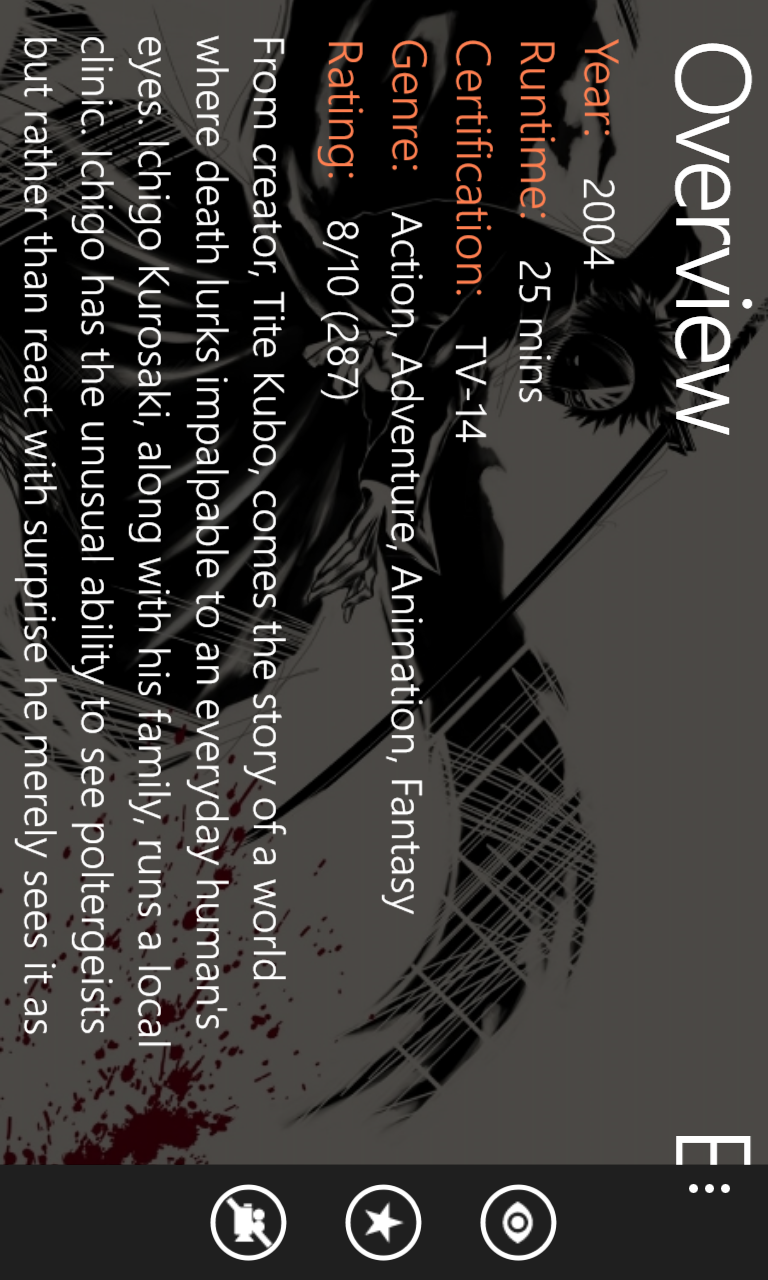 Overview
E
Year: 2004
Runtime: 25 mins
Certification: TV-14
Genre: Action, Adventure, Animation, Fantasy
Rating: 8/10 (287)
From creator, Tite Kubo, comes the story of a world
where death lurks impalpable to an everyday human's
eyes. Ichigo Kurosaki, along with his family, runs a local
clinic. Ichigo has the unusual ability to see poltergeists
but rather than react with surprise he merely sees it as